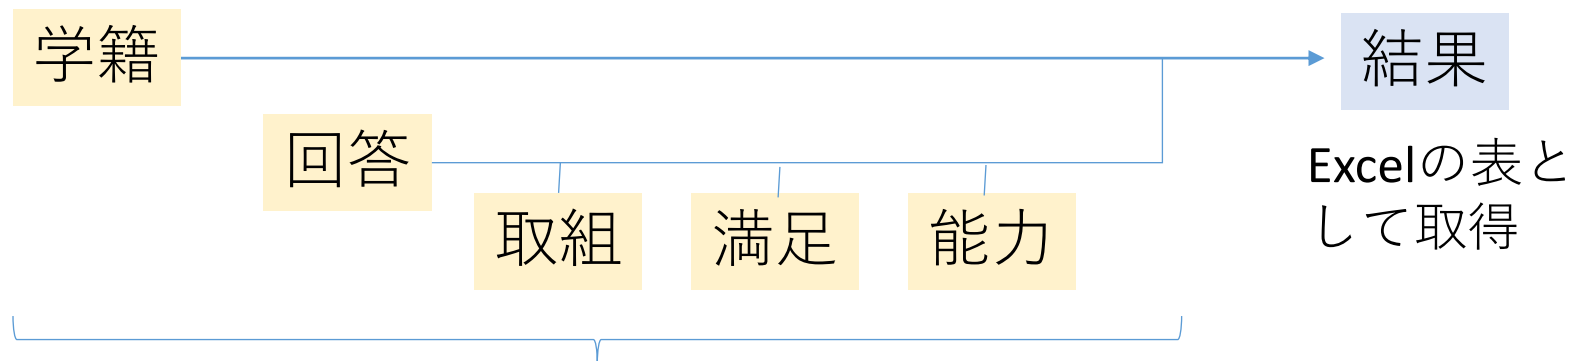 学籍
結果
回答
Excelの表と
して取得
取組
満足
能力